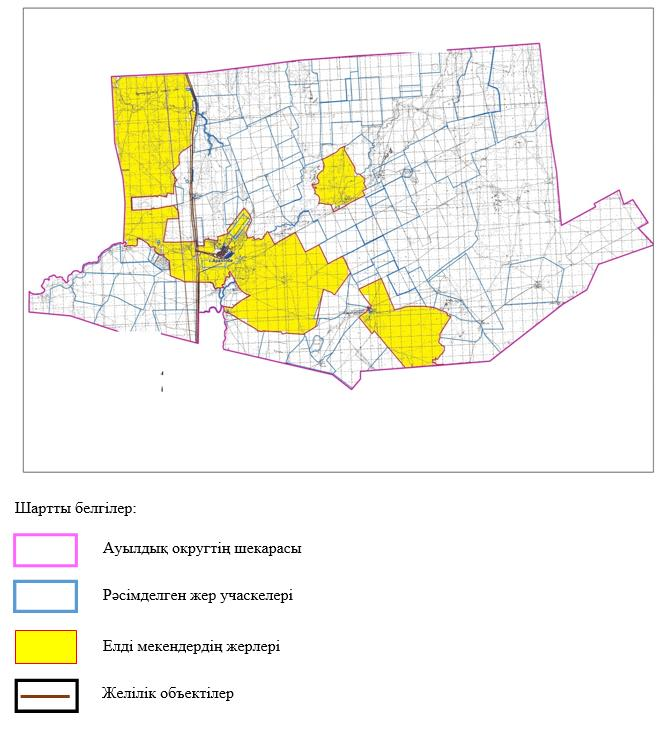 Шартты белгілер:
Ауылдық округтің шекарасы
Рәсімделген жер учаскелері
Елді мекендердің жерлері
Желілік объектілер